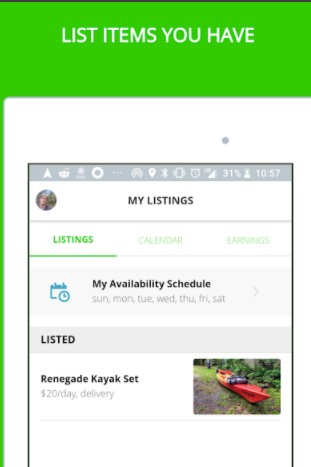 LIST ITEMS YOU HAVE
31% 10:57
MY LISTINGS
LISTINGS CALENDAR EARNINGS
My Availability Schedule
sun, mon, tue, wed, thu, fri, sat
LISTED
Renegade Kayak Set
$20/day, delivery